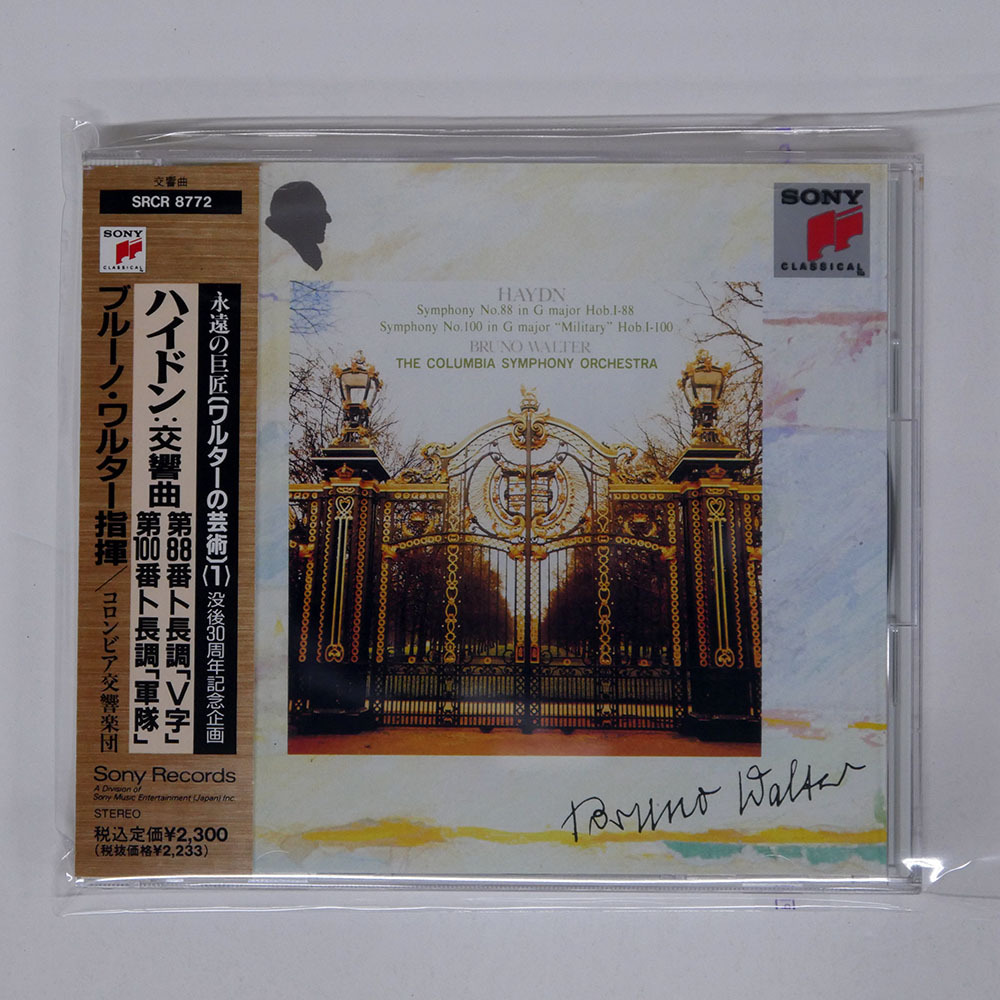 交響曲
SRCR 8772
SONY
CLASSICAL
永遠の巨匠〔ワルターの芸術〕〈1〉没後30周年記念企画
ハイドン:交響曲
第88番ト長調「V字」
第100番ト長調「軍隊」
ブルーノ・ワルター指揮/コロンビア交響楽団
Sony Records
A Division of
Sony Music Entertainment (Japan) Inc.
STEREO
税込定価¥2,300
(税抜価格¥2,233)
SONY
CLASSICAL
HAYDN
Symphony No.88 in G major Hob.I-88
Symphony No.100 in G major "Military" Hob.I-100
BRUNO WALTER
THE COLUMBIA SYMPHONY ORCHESTRA
Bruno Walter